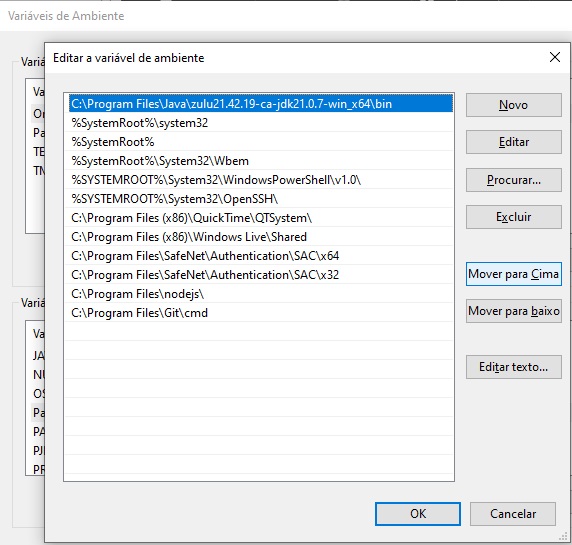 Variáveis de Ambiente
Editar a variável de ambiente
C:\Program Files\Java\zulu21.42.19-ca-jdk21.0.7-win_x64\bin
%SystemRoot%\system32
%SystemRoot%
%SystemRoot%\System32\Wbem
%SYSTEMROOT%\System32\WindowsPowerShell\v1.0\
%SYSTEMROOT%\System32\OpenSSH\
C:\Program Files (x86)\QuickTime\QTSystem\
C:\Program Files (x86)\Windows Live\Shared
C:\Program Files\SafeNet\Authentication\SAC\x64
C:\Program Files\SafeNet\Authentication\SAC\x32
C:\Program Files\nodejs\
C:\Program Files\Git\cmd
Novo
Editar
Procurar...
Excluir
Mover para Cima
Mover para baixo
Editar texto...
OK
Cancelar
Variá
Va
On
Pa
TE
Variá
Va
JA
OS
Pa
PA
PJ
PR